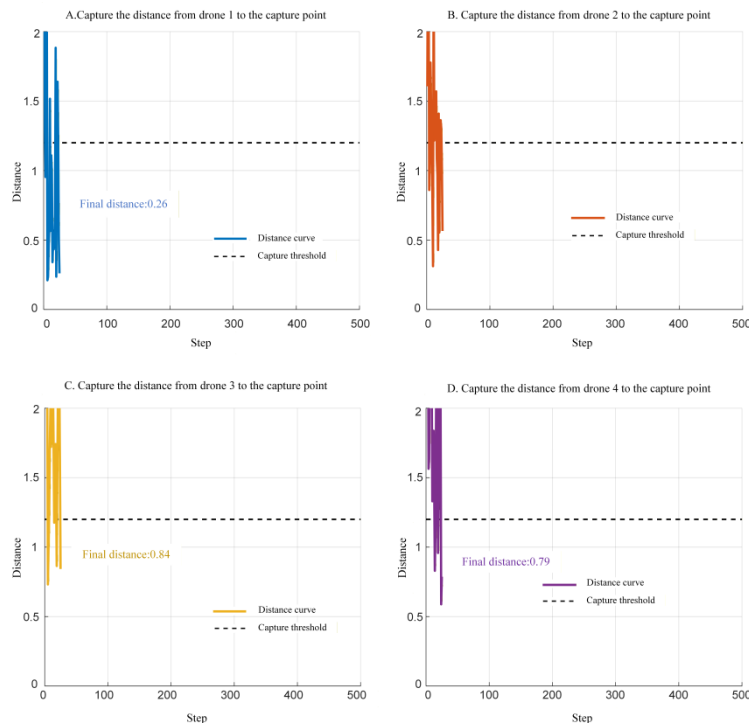 A.Capture the distance from drone 1 to the capture point
2
1.5
1
0.5
0
Distance
Final distance:0.26
Distance curve
Capture threshold
0
100
200
300
400
500
Step
B. Capture the distance from drone 2 to the capture point
2
1.5
1
0.5
0
Distance
Distance curve
Capture threshold
0
100
200
300
400
500
Step
C. Capture the distance from drone 3 to the capture point
2
1.5
1
0.5
0
Distance
Final distance:0.84
Distance curve
Capture threshold
0
100
200
300
400
500
Step
D. Capture the distance from drone 4 to the capture point
2
1.5
1
0.5
0
Distance
Final distance:0.79
Distance curve
Capture threshold
0
100
200
300
400
500
Step